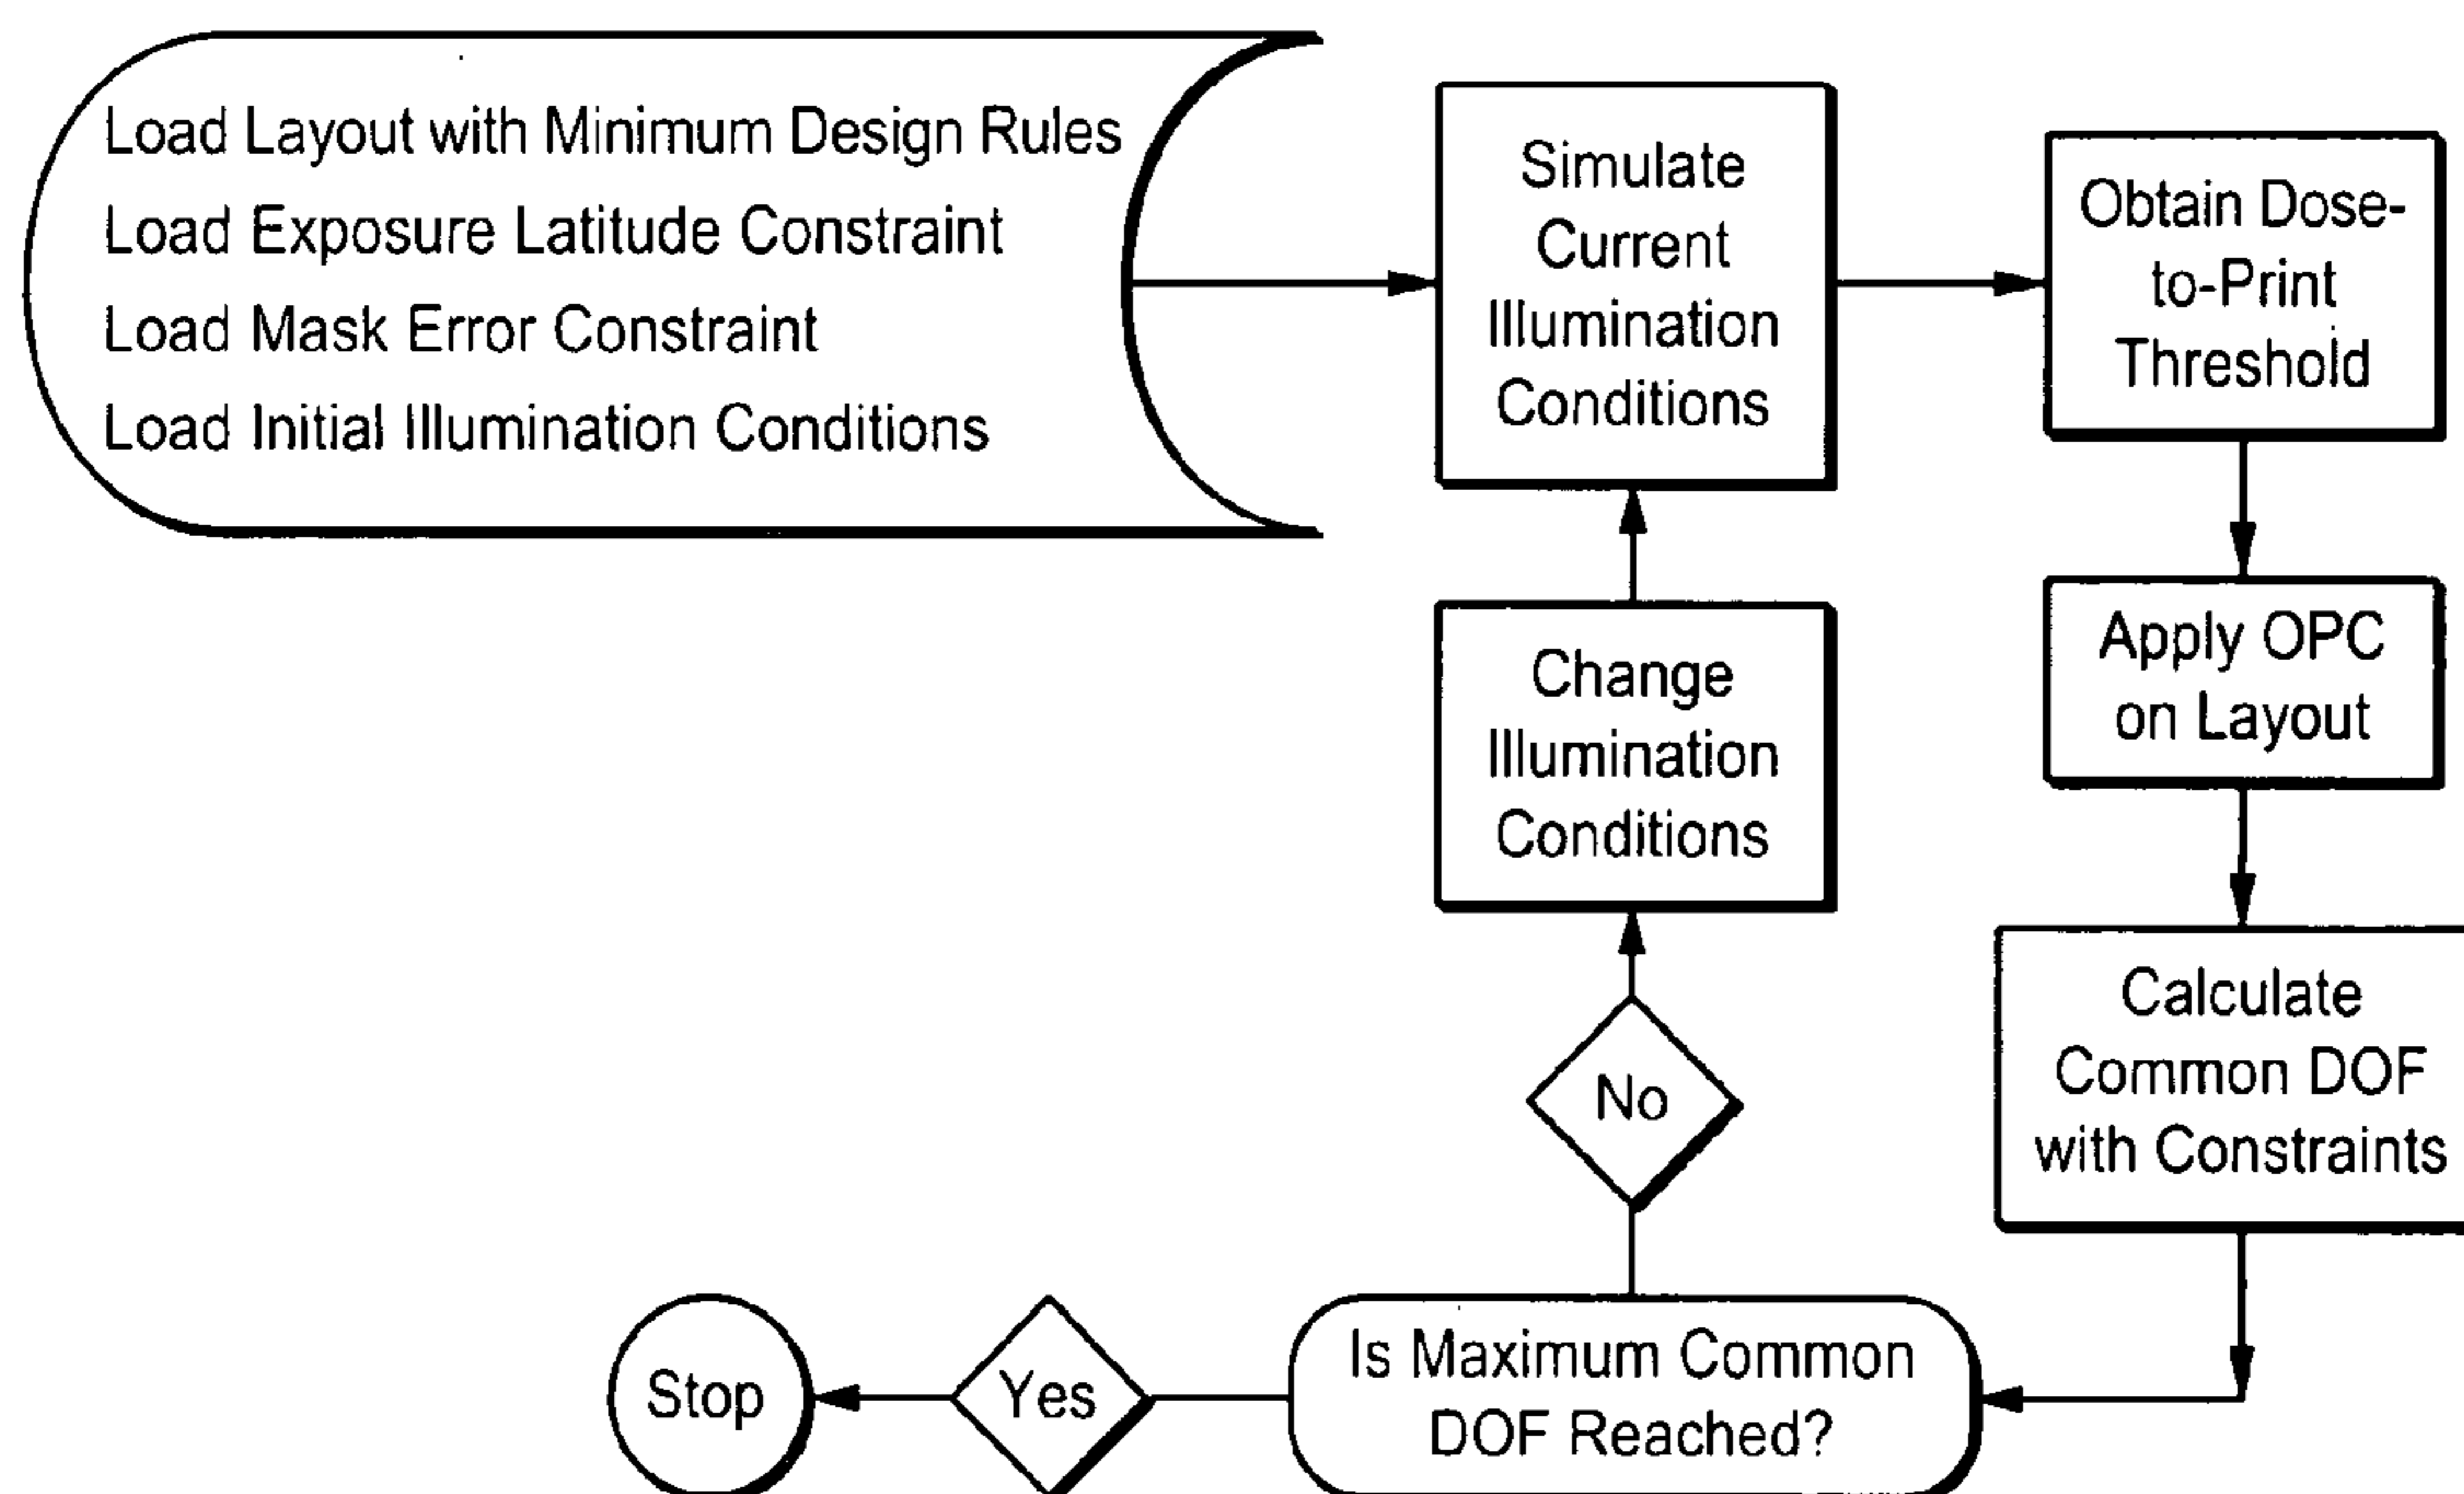 Load Layout with Minimum Design Rules
Load Exposure Latitude Constraint
Load Mask Error Constraint
Load Initial Illumination Conditions
Simulate
Current
Illumination
Conditions
Obtain Dose-
to-Print
Threshold
Apply OPC
on Layout
Calculate
Common DOF
with Constraints
Is Maximum Common
DOF Reached?
No
Change
Illumination
Conditions
Yes
Stop